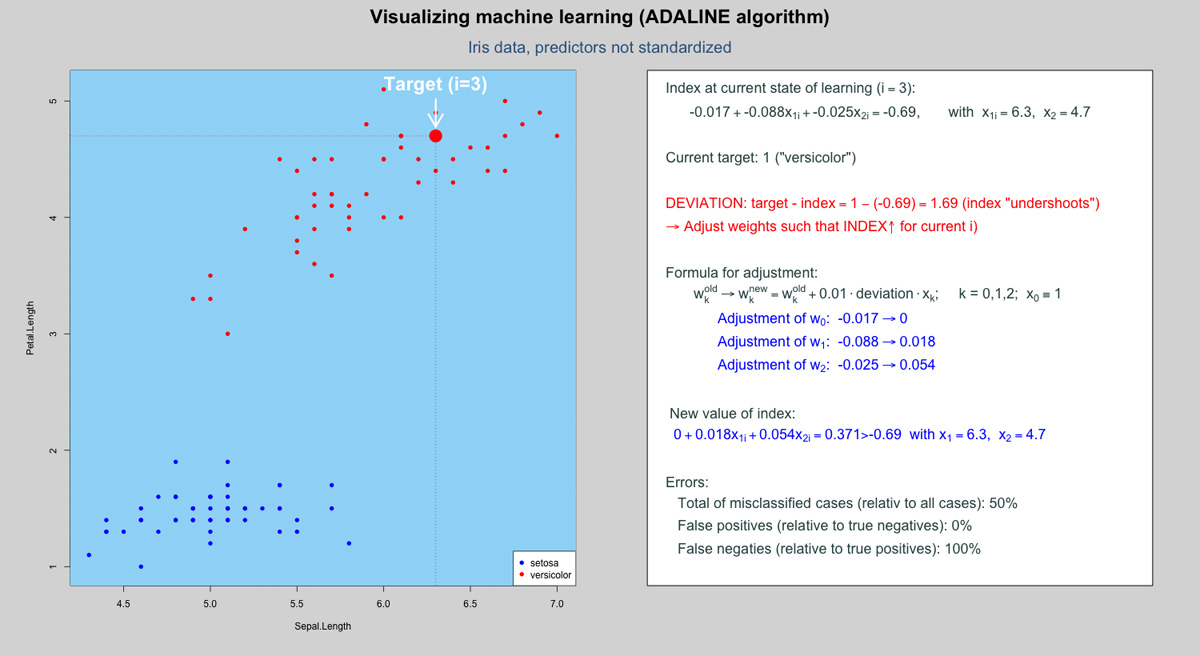 Visualizing machine learning (ADALINE algorithm)
Iris data, predictors not standardized
Target (i=3)
5
4
3
2
1
Petal.Length
4.5 5.0 5.5 6.0 6.5 7.0
Sepal.Length
setosa
versicolor
Index at current state of learning (i = 3):
-0.017 + -0.088x₁ᵢ + -0.025x₂ᵢ = -0.69, with x₁ᵢ = 6.3, x₂ = 4.7
Current target: 1 ("versicolor")
DEVIATION: target - index = 1 − (-0.69) = 1.69 (index "undershoots")
→ Adjust weights such that INDEX↑ for current i)
Formula for adjustment:
wₖᵒˡᵈ → wₖⁿᵉʷ = wₖᵒˡᵈ + 0.01 · deviation · xₖ; k = 0,1,2; x₀ ≡ 1
Adjustment of w₀: -0.017 → 0
Adjustment of w₁: -0.088 → 0.018
Adjustment of w₂: -0.025 → 0.054
New value of index:
0 + 0.018x₁ᵢ + 0.054x₂ᵢ = 0.371>-0.69 with x₁ = 6.3, x₂ = 4.7
Errors:
Total of misclassified cases (relativ to all cases): 50%
False positives (relative to true negatives): 0%
False negaties (relative to true positives): 100%